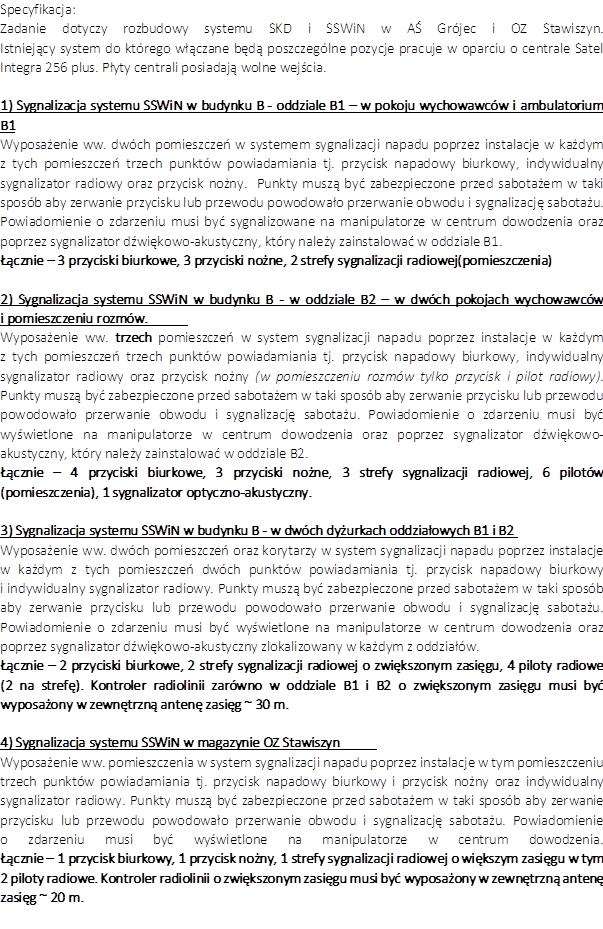 Specyfikacja:
Zadanie dotyczy rozbudowy systemu SKD i SSWiN w AŚ Grójec i OZ Stawiszyn.
Istniejący system do którego włączane będą poszczególne pozycje pracuje w oparciu o centrale Satel
Integra 256 plus. Płyty centrali posiadają wolne wejścia.
1) Sygnalizacja systemu SSWiN w budynku B - oddziale B1 – w pokoju wychowawców i ambulatorium
B1
Wyposażenie ww. dwóch pomieszczeń w systemem sygnalizacji napadu poprzez instalacje w każdym
z tych pomieszczeń trzech punktów powiadamiania tj. przycisk napadowy biurkowy, indywidualny
sygnalizator radiowy oraz przycisk nożny. Punkty muszą być zabezpieczone przed sabotażem w taki
sposób aby zerwanie przycisku lub przewodu powodowało przerwanie obwodu i sygnalizację sabotażu.
Powiadomienie o zdarzeniu musi być sygnalizowane na manipulatorze w centrum dowodzenia oraz
poprzez sygnalizator dźwiękowo-akustyczny, który należy zainstalować w oddziale B1.
Łącznie – 3 przyciski biurkowe, 3 przyciski nożne, 2 strefy sygnalizacji radiowej(pomieszczenia)
2) Sygnalizacja systemu SSWiN w budynku B - w oddziale B2 – w dwóch pokojach wychowawców
i pomieszczeniu rozmów.
Wyposażenie ww. trzech pomieszczeń w system sygnalizacji napadu poprzez instalacje w każdym
z tych pomieszczeń trzech punktów powiadamiania tj. przycisk napadowy biurkowy, indywidualny
sygnalizator radiowy oraz przycisk nożny (w pomieszczeniu rozmów tylko przycisk i pilot radiowy).
Punkty muszą być zabezpieczone przed sabotażem w taki sposób aby zerwanie przycisku lub przewodu
powodowało przerwanie obwodu i sygnalizację sabotażu. Powiadomienie o zdarzeniu musi być
wyświetlone na manipulatorze w centrum dowodzenia oraz poprzez sygnalizator dźwiękowo-
akustyczny, który należy zainstalować w oddziale B2.
Łącznie – 4 przyciski biurkowe, 3 przyciski nożne, 3 strefy sygnalizacji radiowej, 6 pilotów
(pomieszczenia), 1 sygnalizator optyczno-akustyczny.
3) Sygnalizacja systemu SSWiN w budynku B - w dwóch dyżurkach oddziałowych B1 i B2
Wyposażenie ww. dwóch pomieszczeń oraz korytarzy w system sygnalizacji napadu poprzez instalacje
w każdym z tych pomieszczeń dwóch punktów powiadamiania tj. przycisk napadowy biurkowy
i indywidualny sygnalizator radiowy. Punkty muszą być zabezpieczone przed sabotażem w taki sposób
aby zerwanie przycisku lub przewodu powodowało przerwanie obwodu i sygnalizację sabotażu.
Powiadomienie o zdarzeniu musi być wyświetlone na manipulatorze w centrum dowodzenia oraz
poprzez sygnalizator dźwiękowo-akustyczny zlokalizowany w każdym z oddziałów.
Łącznie – 2 przyciski biurkowe, 2 strefy sygnalizacji radiowej o zwiększonym zasięgu, 4 piloty radiowe
(2 na strefę). Kontroler radiolinii zarówno w oddziale B1 i B2 o zwiększonym zasięgu musi być
wyposażony w zewnętrzną antenę zasięg ~ 30 m.
4) Sygnalizacja systemu SSWiN w magazynie OZ Stawiszyn
Wyposażenie ww. pomieszczenia w system sygnalizacji napadu poprzez instalacje w tym pomieszczeniu
trzech punktów powiadamiania tj. przycisk napadowy biurkowy i przycisk nożny oraz indywidualny
sygnalizator radiowy. Punkty muszą być zabezpieczone przed sabotażem w taki sposób aby zerwanie
przycisku lub przewodu powodowało przerwanie obwodu i sygnalizację sabotażu. Powiadomienie
o zdarzeniu musi być wyświetlone na manipulatorze w centrum dowodzenia.
Łącznie – 1 przycisk biurkowy, 1 przycisk nożny, 1 strefy sygnalizacji radiowej o większym zasięgu w tym
2 piloty radiowe. Kontroler radiolinii o zwiększonym zasięgu musi być wyposażony w zewnętrzną antenę
zasięg ~ 20 m.